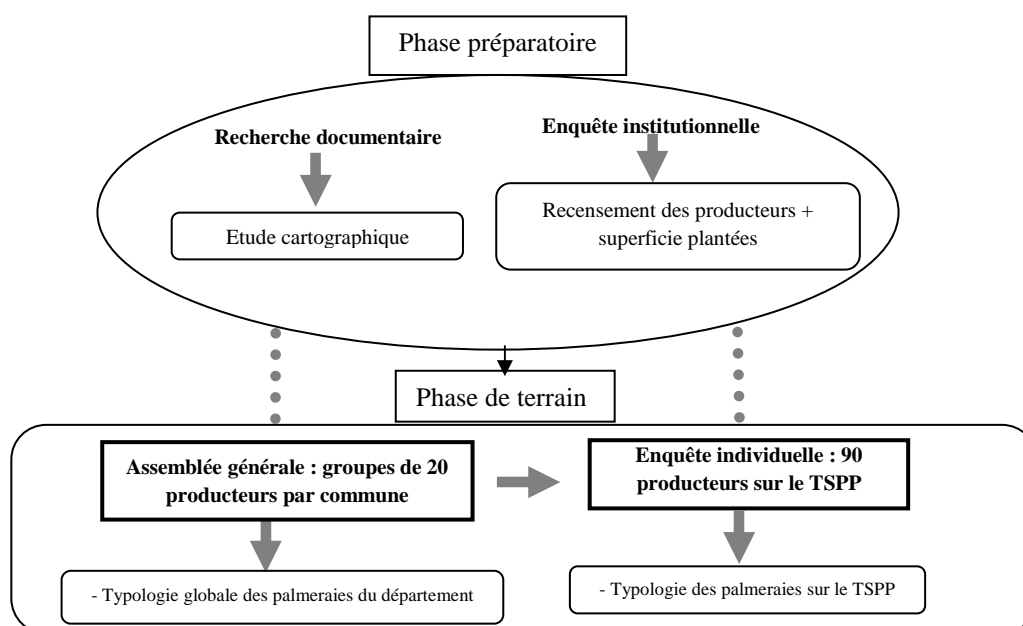 Phase préparatoire
Recherche documentaire
Etude cartographique
Enquête institutionnelle
Recensement des producteurs +
superficie plantées
Phase de terrain
Assemblée générale : groupes de 20
producteurs par commune
Enquête individuelle : 90
producteurs sur le TSPP
- Typologie globale des palmeraies du département
- Typologie des palmeraies sur le TSPP